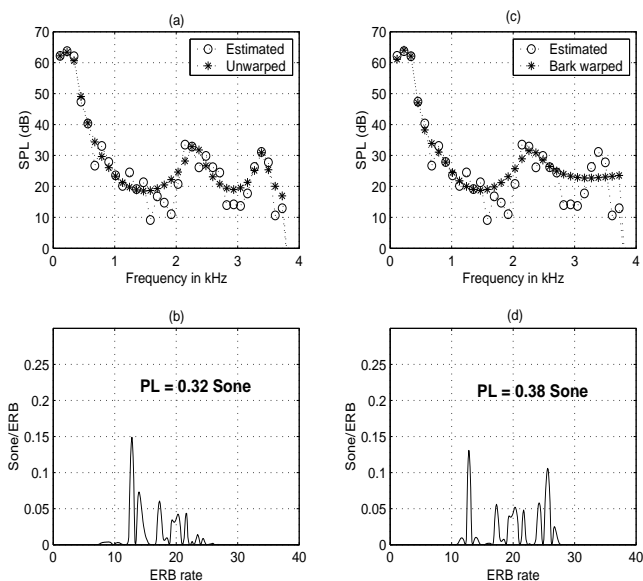 (a)
70
60
50
40
30
20
10
0
SPL (dB)
Estimated
Unwarped
0 1 2 3 4
Frequency in kHz
(c)
70
60
50
40
30
20
10
0
SPL (dB)
Estimated
Bark warped
0 1 2 3 4
Frequency in kHz
(b)
0.25
0.2
0.15
0.1
0.05
0
Sone/ERB
PL = 0.32 Sone
0 10 20 30 40
ERB rate
(d)
0.25
0.2
0.15
0.1
0.05
0
Sone/ERB
PL = 0.38 Sone
0 10 20 30 40
ERB rate